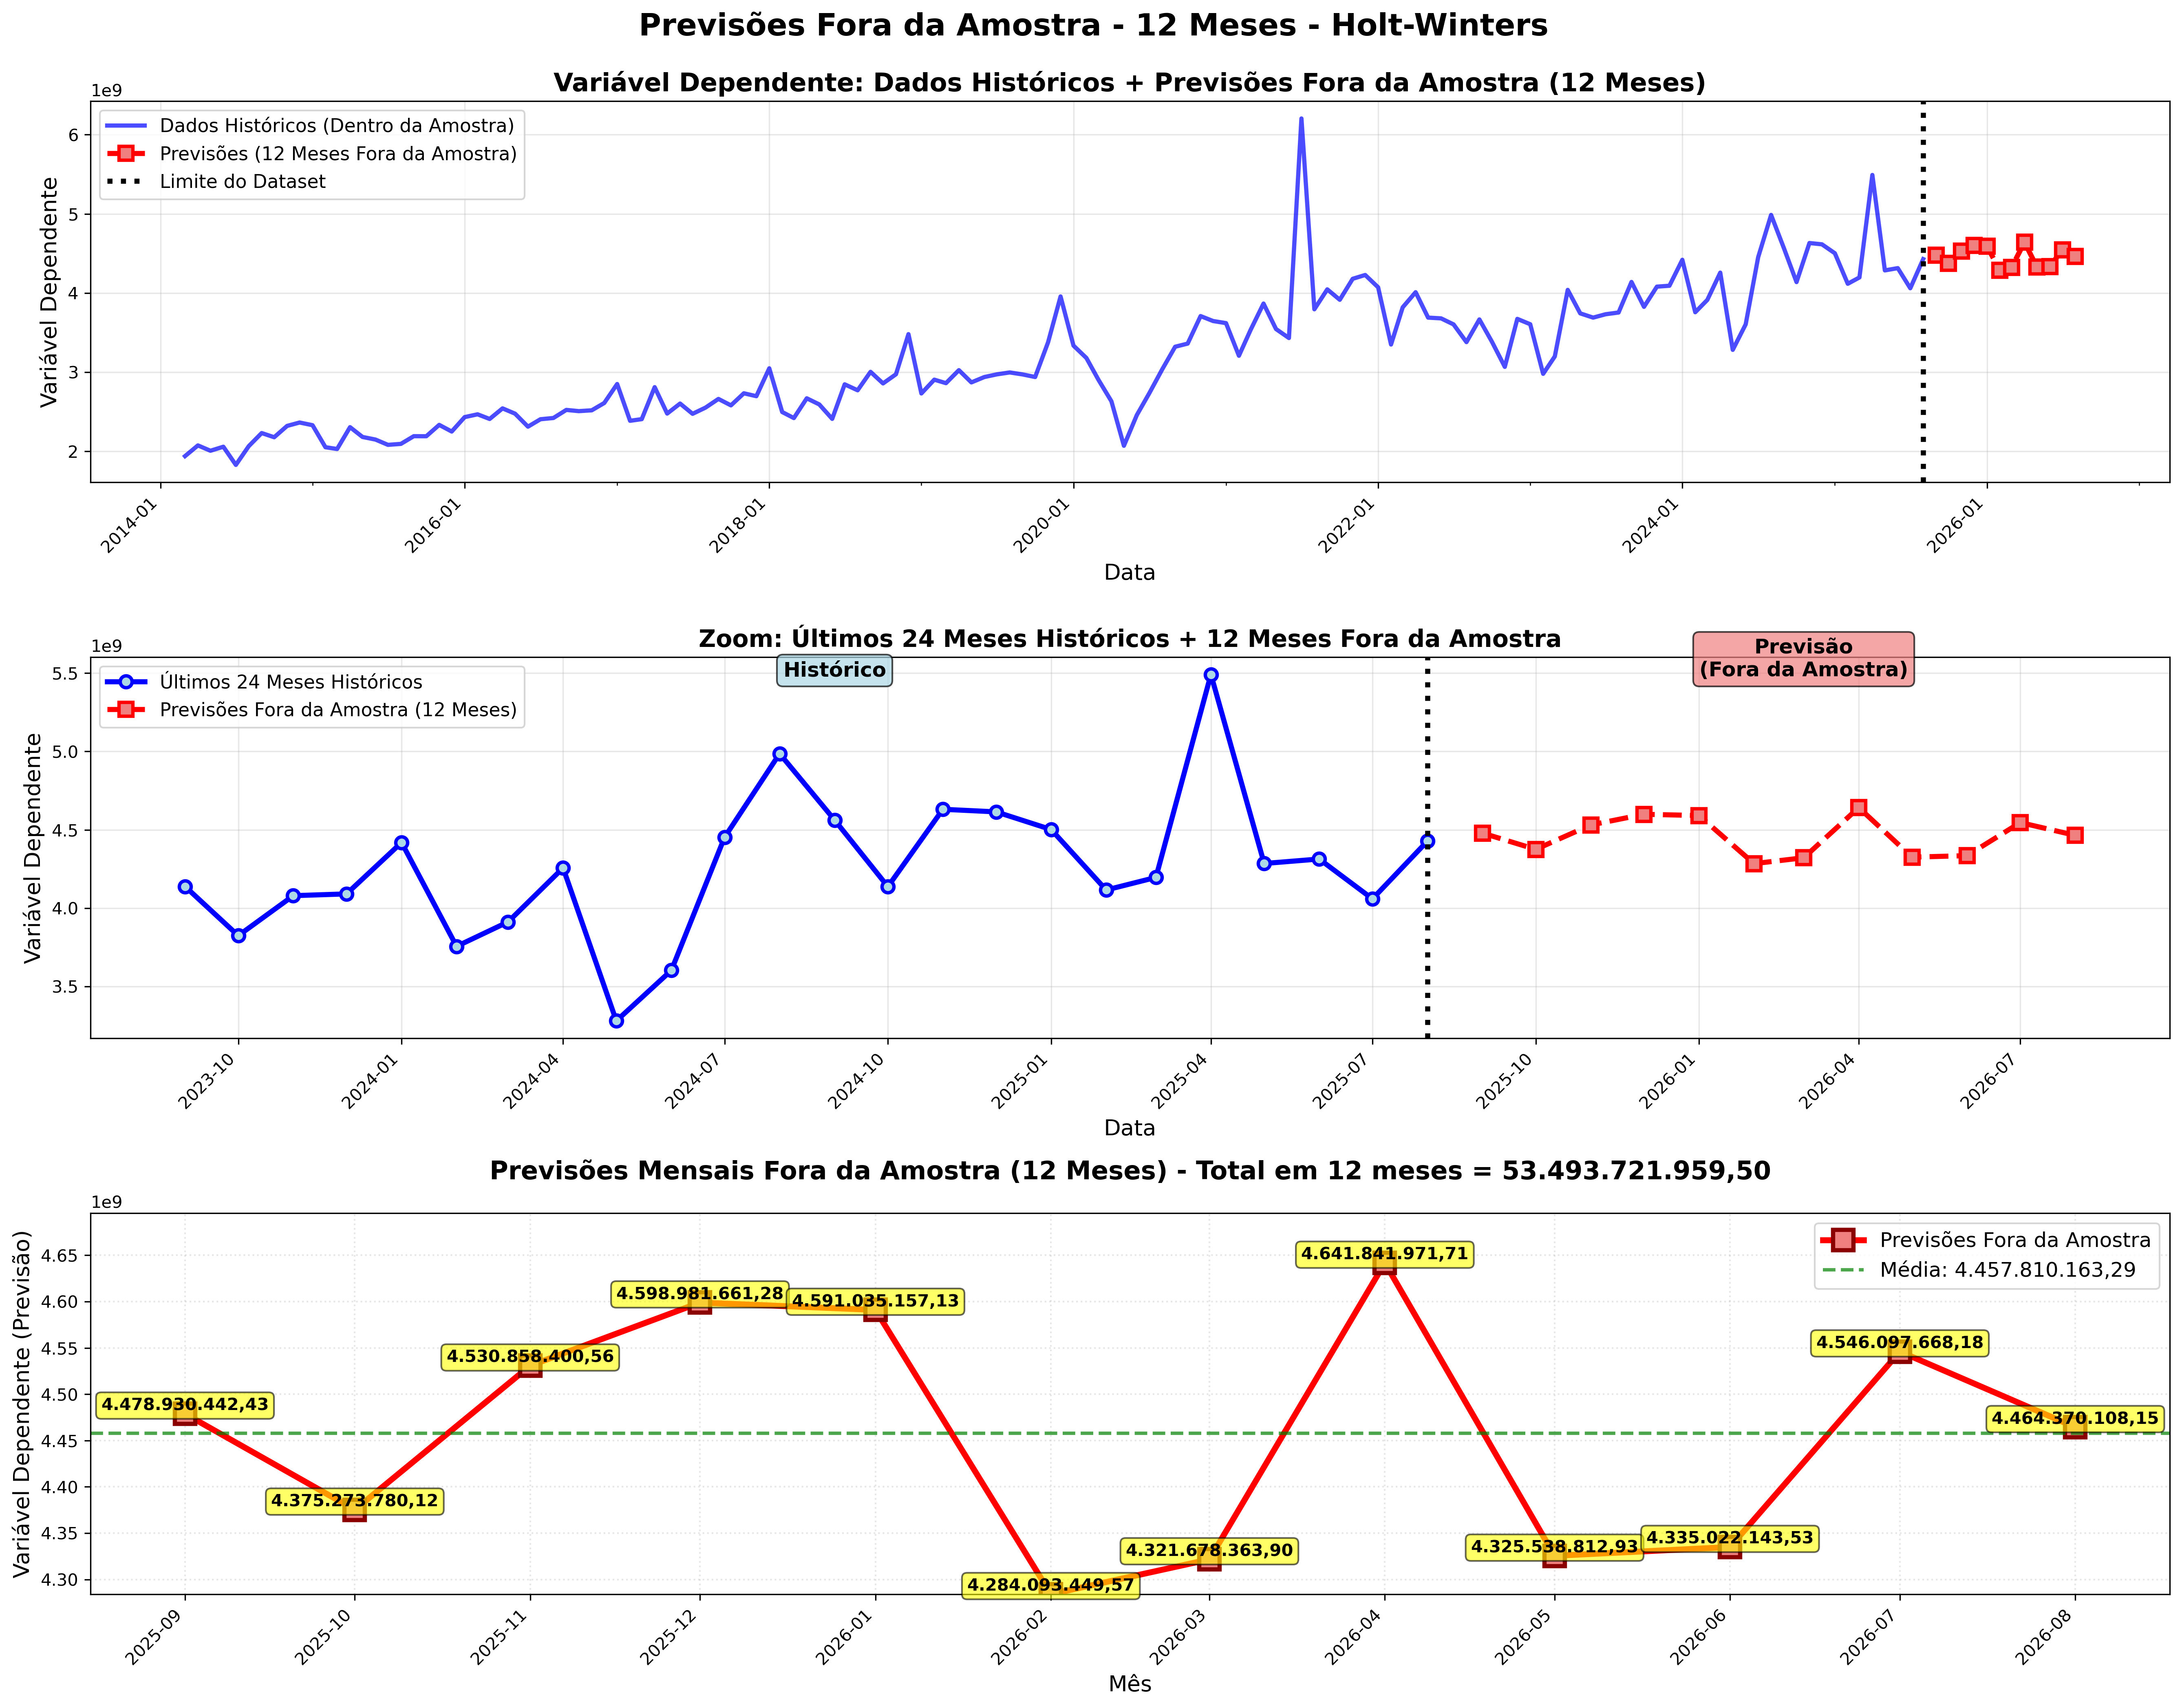 Previsões Fora da Amostra - 12 Meses - Holt-Winters
Variável Dependente: Dados Históricos + Previsões Fora da Amostra (12 Meses)
1e9
Dados Históricos (Dentro da Amostra)
Previsões (12 Meses Fora da Amostra)
Limite do Dataset
Variável Dependente
6
5
4
3
2
2014-01
2016-01
2018-01
2020-01
2022-01
2024-01
2026-01
Data
Zoom: Últimos 24 Meses Históricos + 12 Meses Fora da Amostra
1e9
Últimos 24 Meses Históricos
Previsões Fora da Amostra (12 Meses)
Histórico
Previsão
(Fora da Amostra)
Variável Dependente
5.5
5.0
4.5
4.0
3.5
2023-10
2024-01
2024-04
2024-07
2024-10
2025-01
2025-04
2025-07
2025-10
2026-01
2026-04
2026-07
Data
Previsões Mensais Fora da Amostra (12 Meses) - Total em 12 meses = 53.493.721.959,50
1e9
Previsões Fora da Amostra
Média: 4.457.810.163,29
Variável Dependente (Previsão)
4.65
4.60
4.55
4.50
4.45
4.40
4.35
4.30
4.478.930.442,43
4.375.273.780,12
4.530.858.400,56
4.598.981.661,28
4.591.035.157,13
4.284.093.449,57
4.321.678.363,90
4.641.841.971,71
4.325.538.812,93
4.335.022.143,53
4.546.097.668,18
4.464.370.108,15
2025-09
2025-10
2025-11
2025-12
2026-01
2026-02
2026-03
2026-04
2026-05
2026-06
2026-07
2026-08
Mês